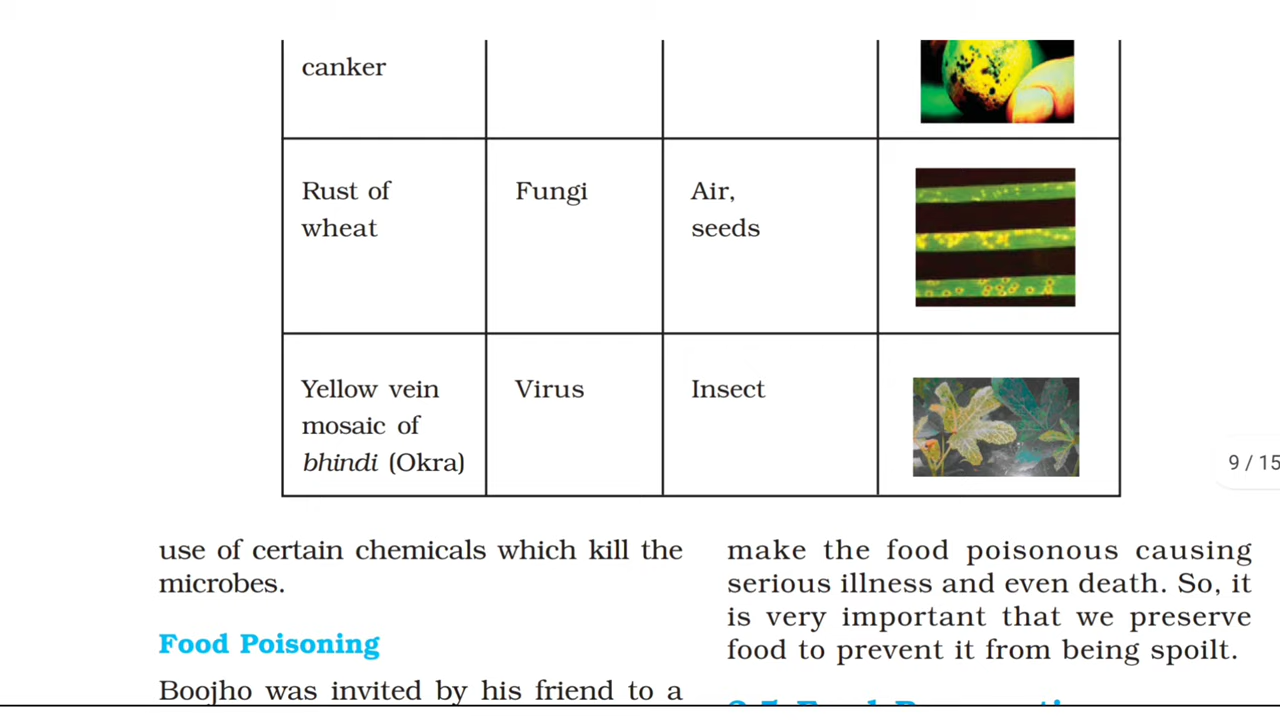 canker
Rust of
wheat
Fungi
Air,
seeds
Yellow vein
mosaic of
bhindi (Okra)
Virus
Insect
9 / 15
use of certain chemicals which kill the
microbes.
Food Poisoning
Boojho was invited by his friend to a
make the food poisonous causing
serious illness and even death. So, it
is very important that we preserve
food to prevent it from being spoilt.